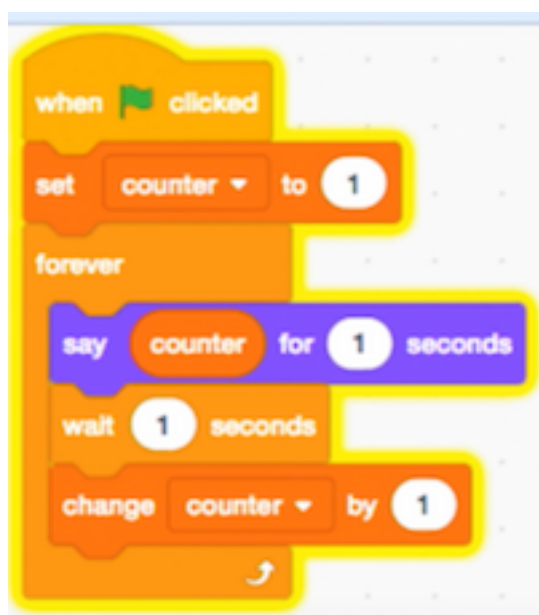 when clicked
set counter to 1
forever
say counter for 1 seconds
wait 1 seconds
change counter by 1